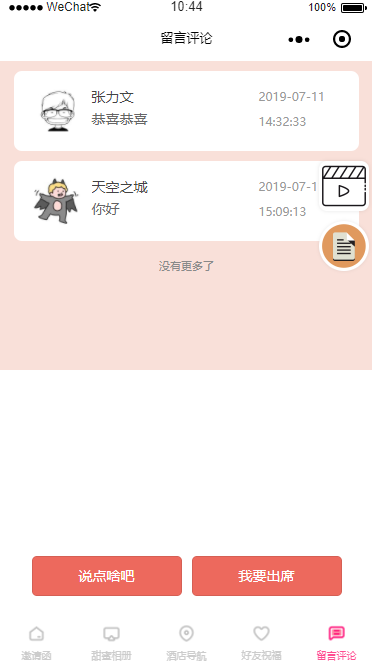 WeChat 10:44 100%
留言评论
张力文 2019-07-11
恭喜恭喜 14:32:33
天空之城 2019-07-1
你好 15:09:13
没有更多了
说点啥吧 我要出席
邀请函 甜蜜相册 酒店导航 好友祝福 留言评论